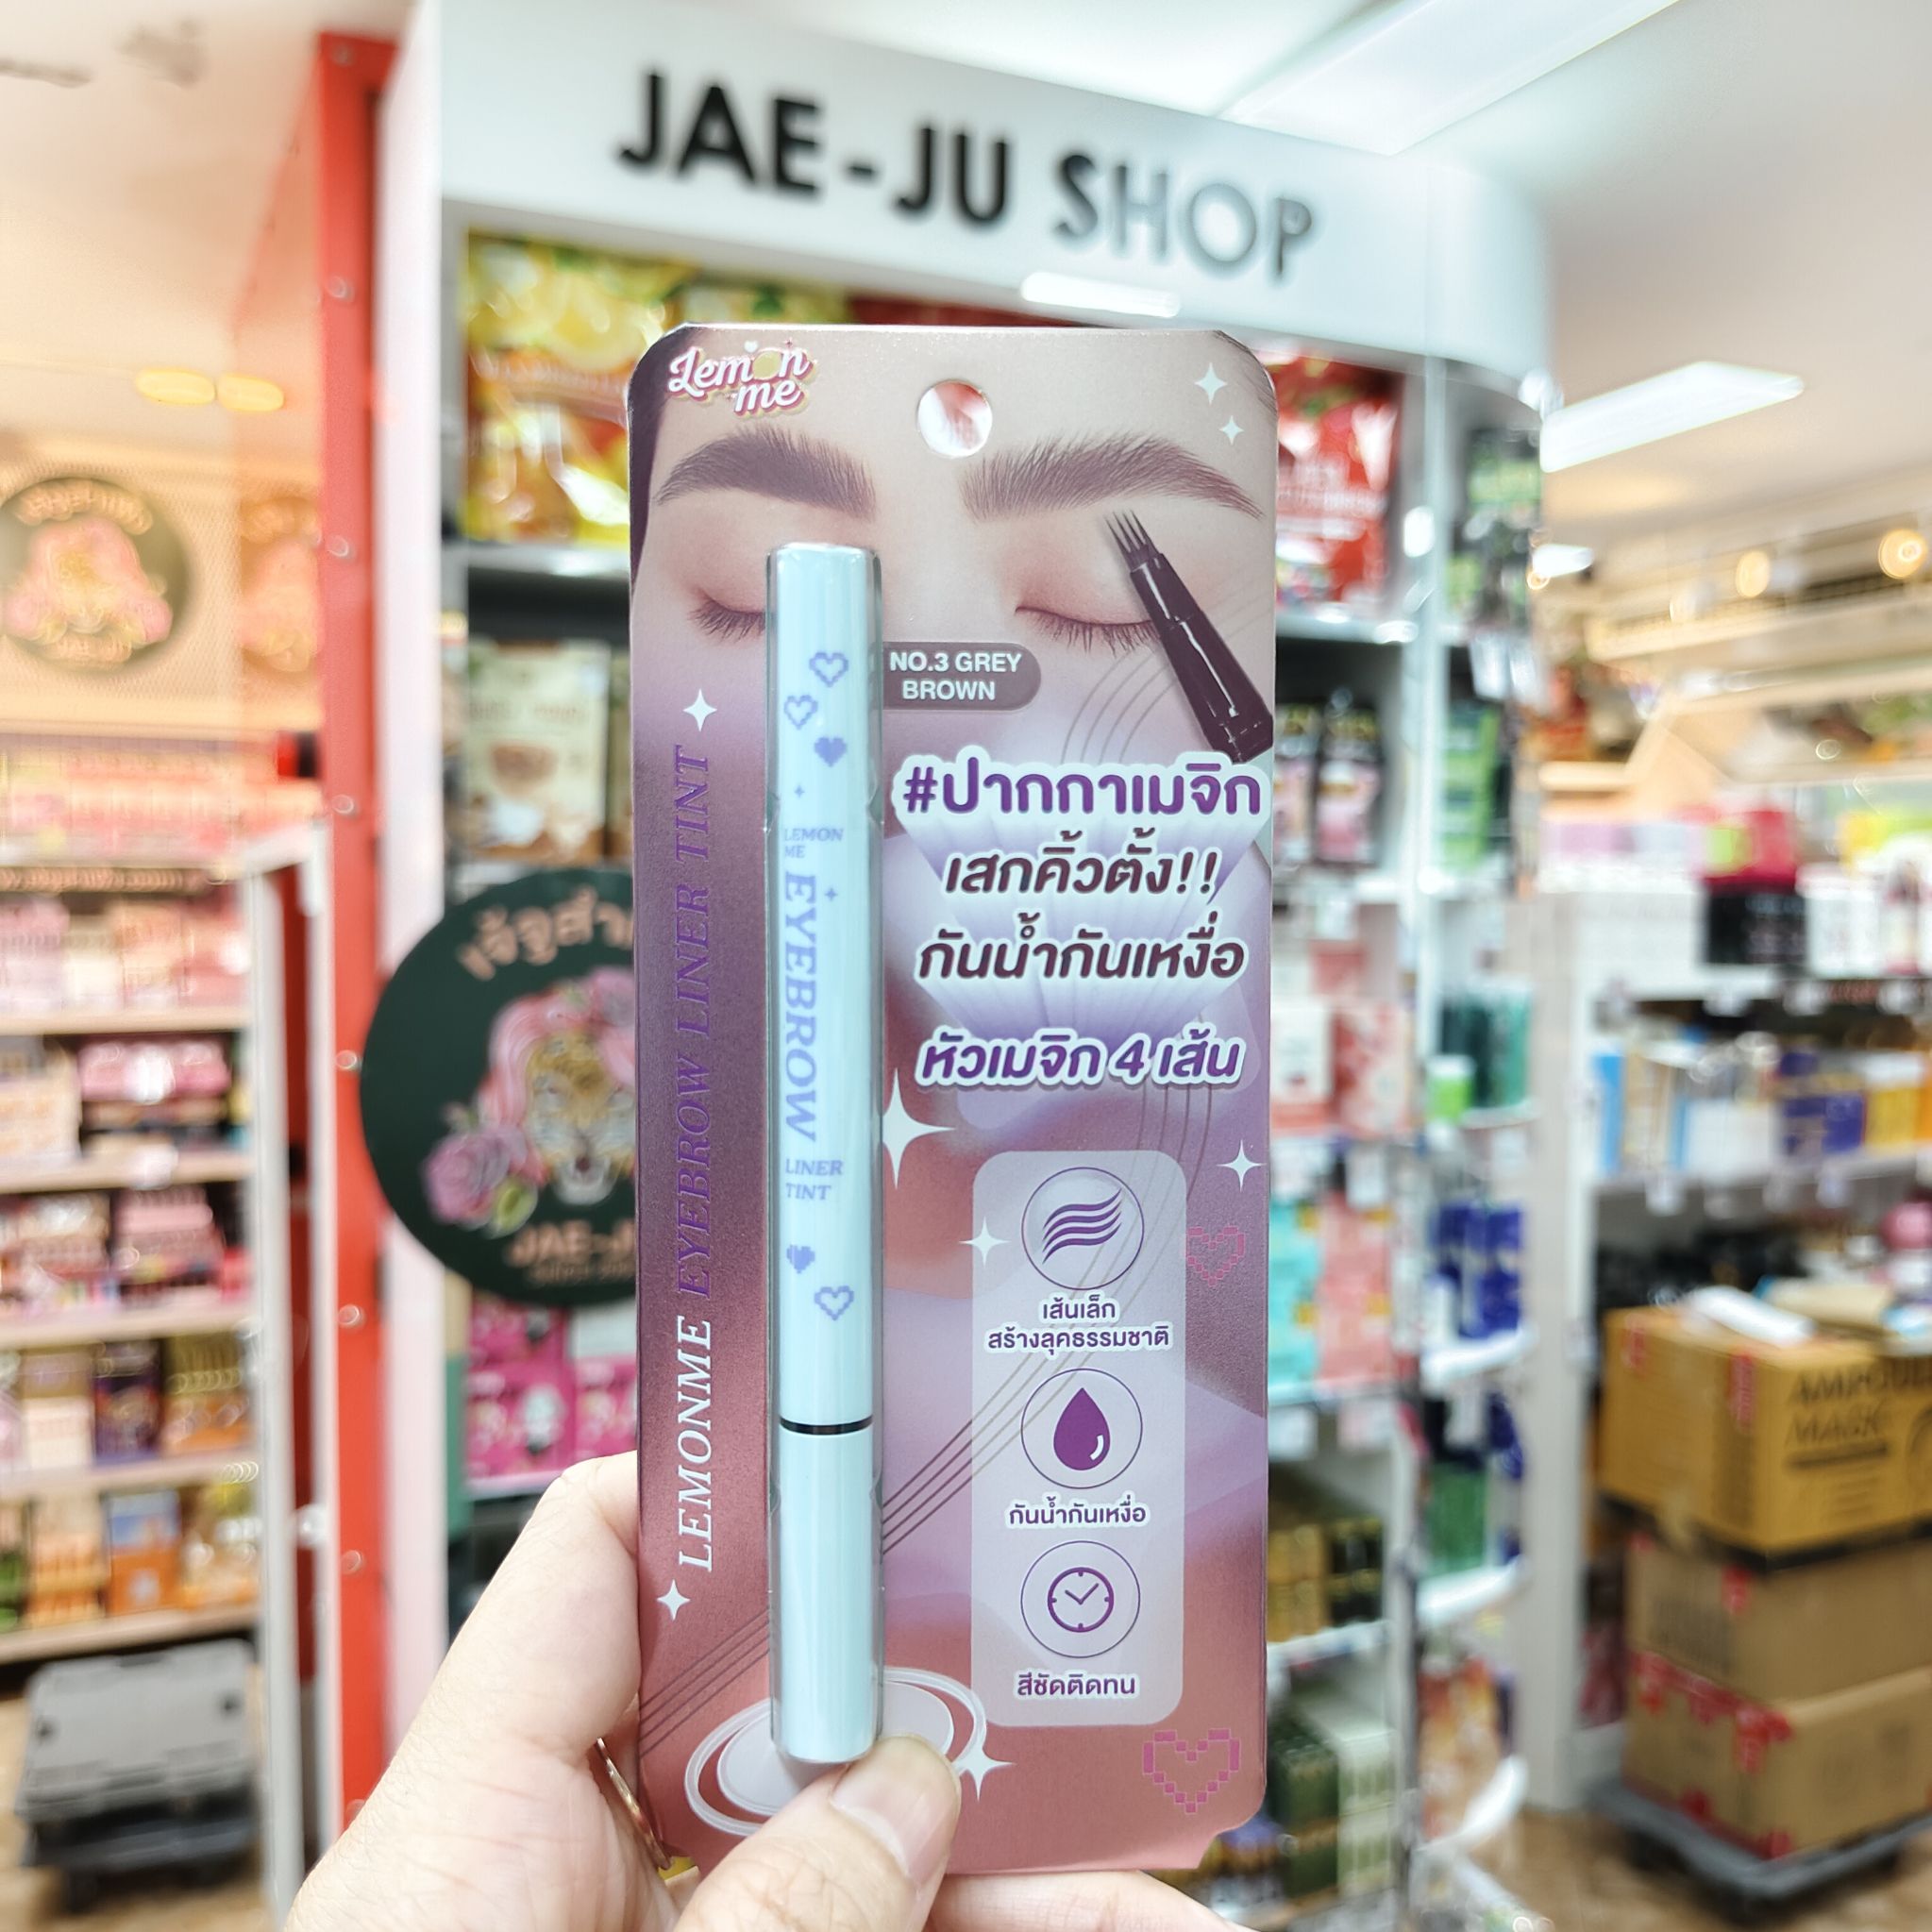 JAE-JU SHOP
Lemon
me
NO.3 GREY
BROWN
#ปากกาเมจิก
เสกคิ้วตั้ง!!
กันน้ำกันเหงื่อ
หัวเมจิก 4 เส้น
LEMONME EYEBROW LINER TINT
LEMON
ME
EYEBROW
LINER
TINT
เส้นเล็ก
สร้างลุคธรรมชาติ
กันน้ำกันเหงื่อ
สีชัดติดทน
AMPOULE
MASK